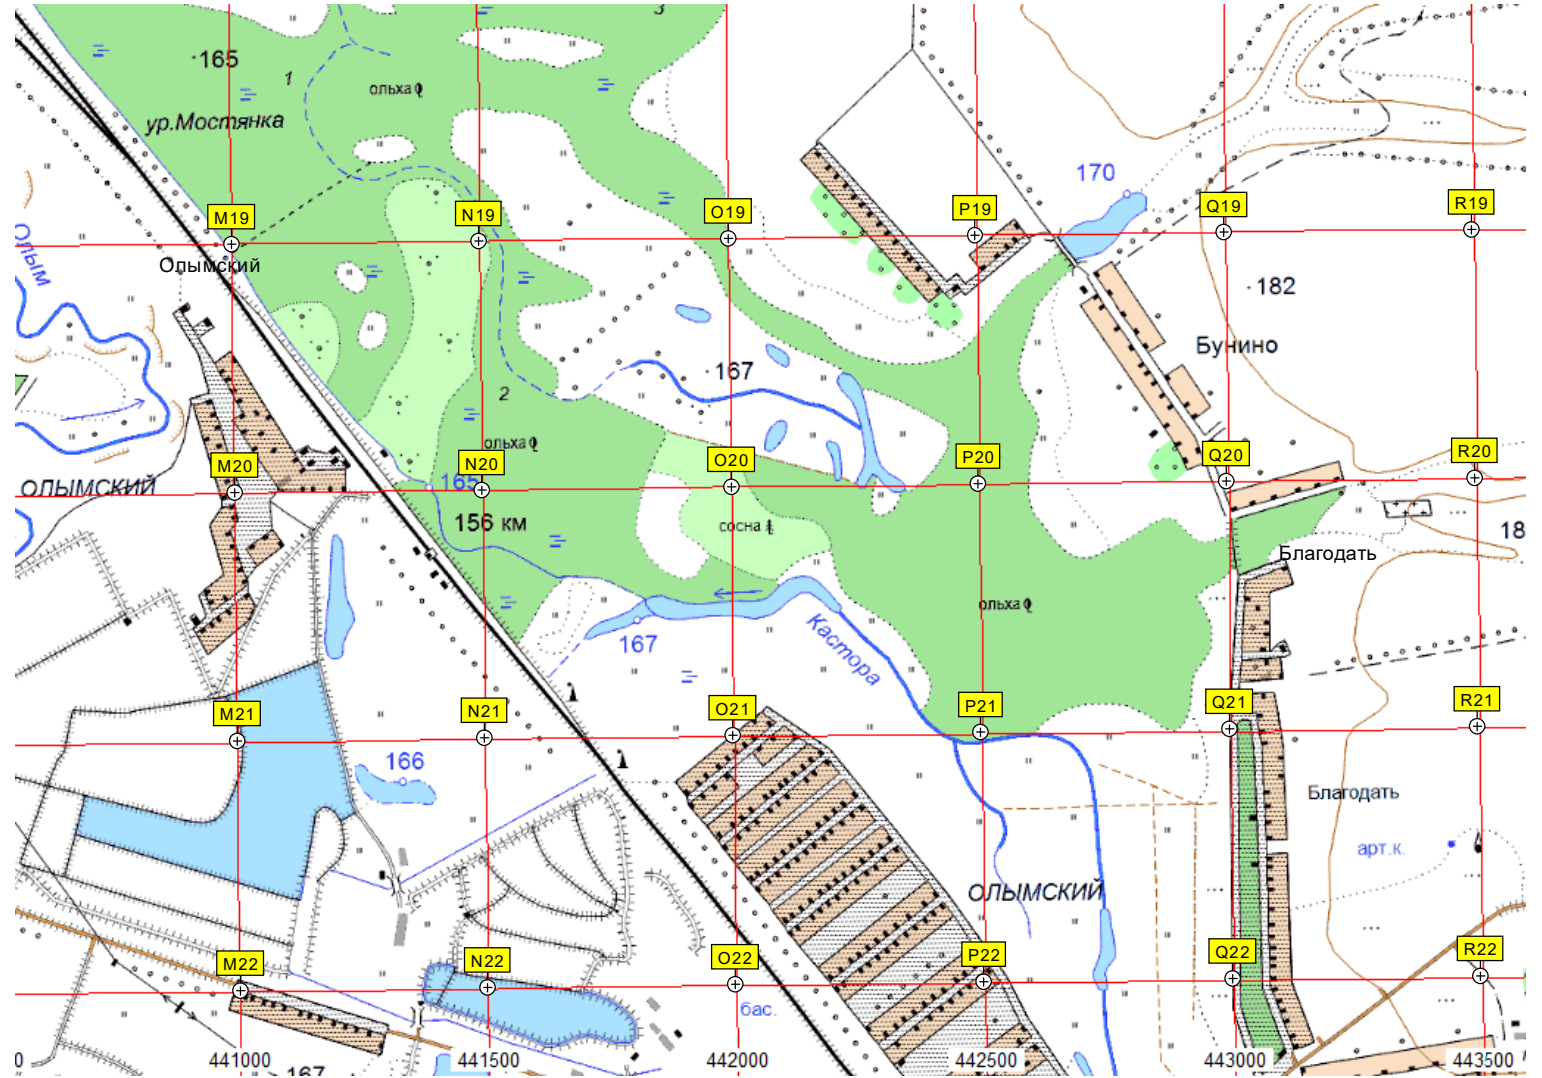 3
165
1
ольха
ур.Мостянка
170
M19
N19
O19
P19
Q19
R19
Олым
Олымский
182
Бунино
167
2
ольха
M20
N20
O20
P20
Q20
R20
ОЛЫМСКИЙ
165
156 км
сосна
18
Благодать
ольха
167
Кастора
M21
N21
O21
P21
Q21
R21
166
Благодать
арт.к.
ОЛЫМСКИЙ
M22
N22
O22
P22
Q22
R22
бас.
0
441000
441500
442000
442500
443000
443500
167